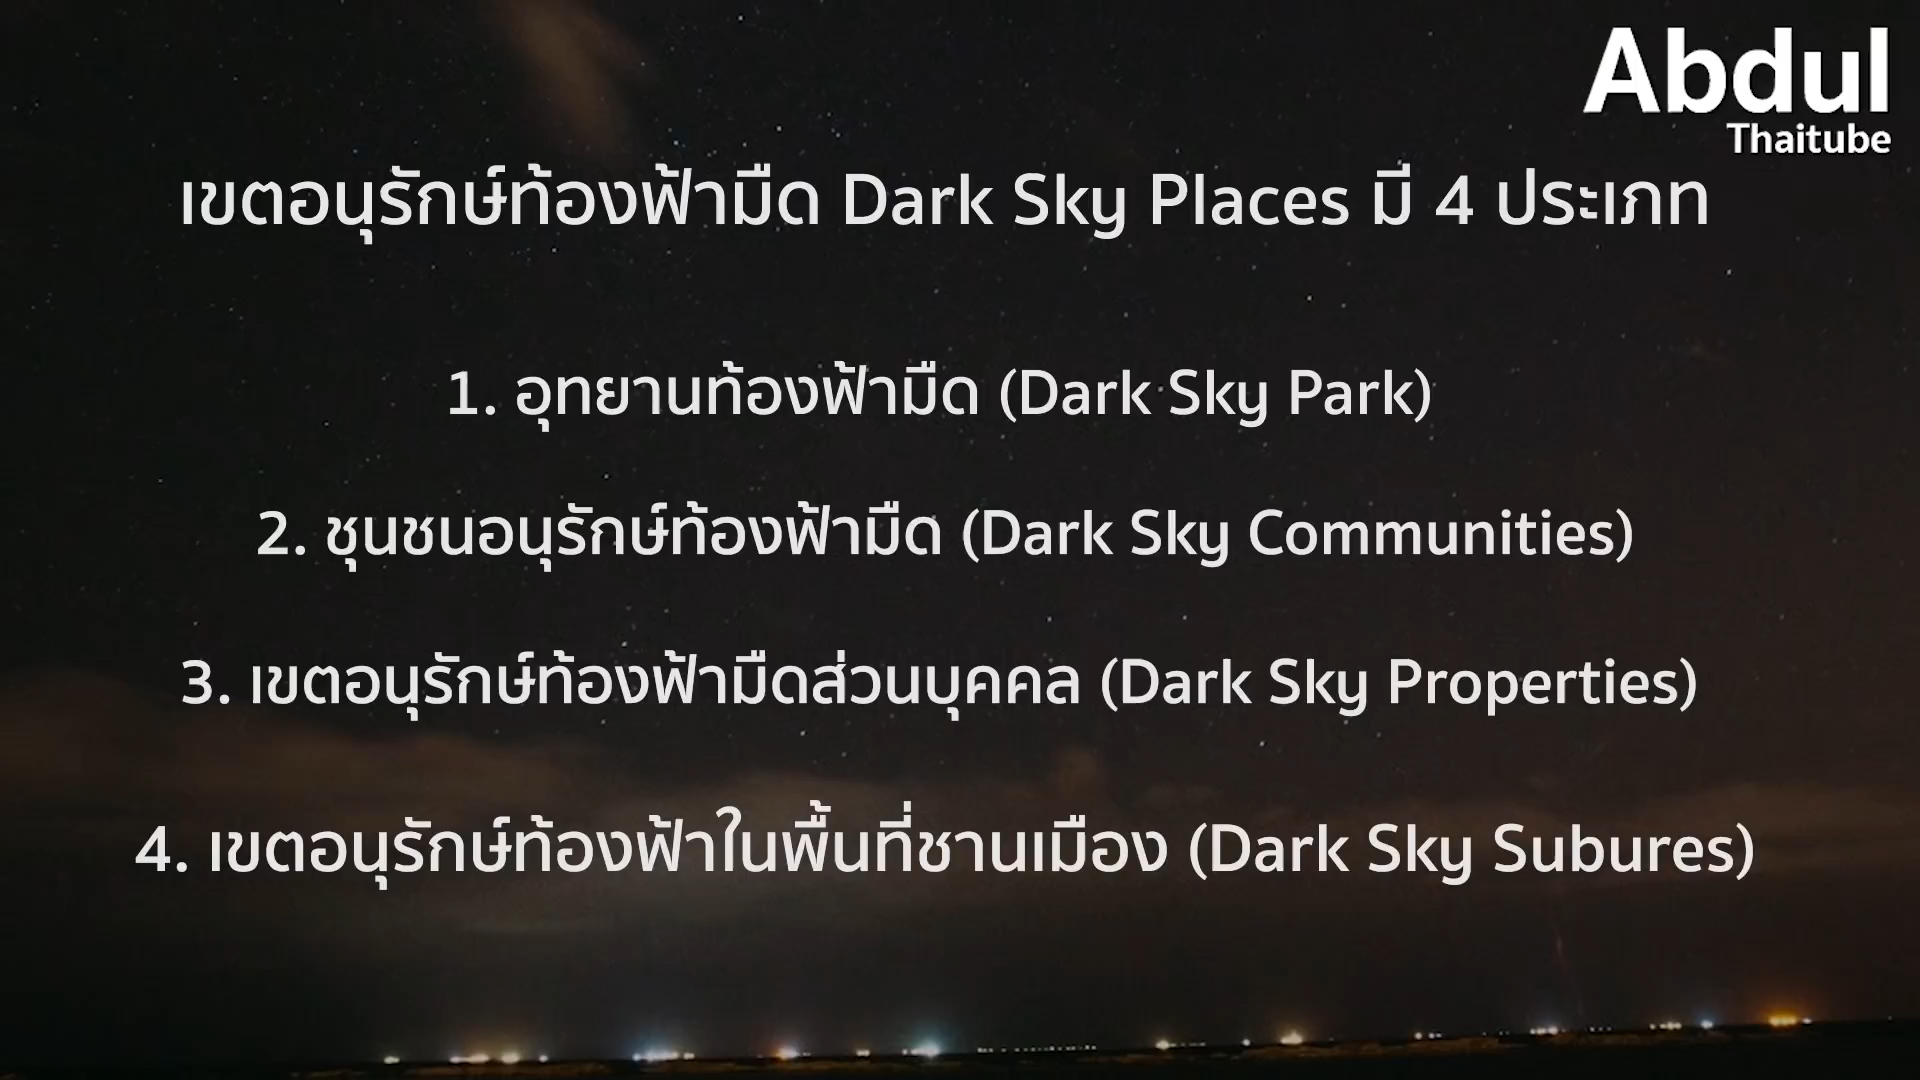 Abdul
Thaitube
เขตอนุรักษ์ท้องฟ้ามืด Dark Sky Places มี 4 ประเภท
1. อุทยานท้องฟ้ามืด (Dark Sky Park)
2. ชุนชนอนุรักษ์ท้องฟ้ามืด (Dark Sky Communities)
3. เขตอนุรักษ์ท้องฟ้ามืดส่วนบุคคล (Dark Sky Properties)
4. เขตอนุรักษ์ท้องฟ้าในพื้นที่ชานเมือง (Dark Sky Subures)